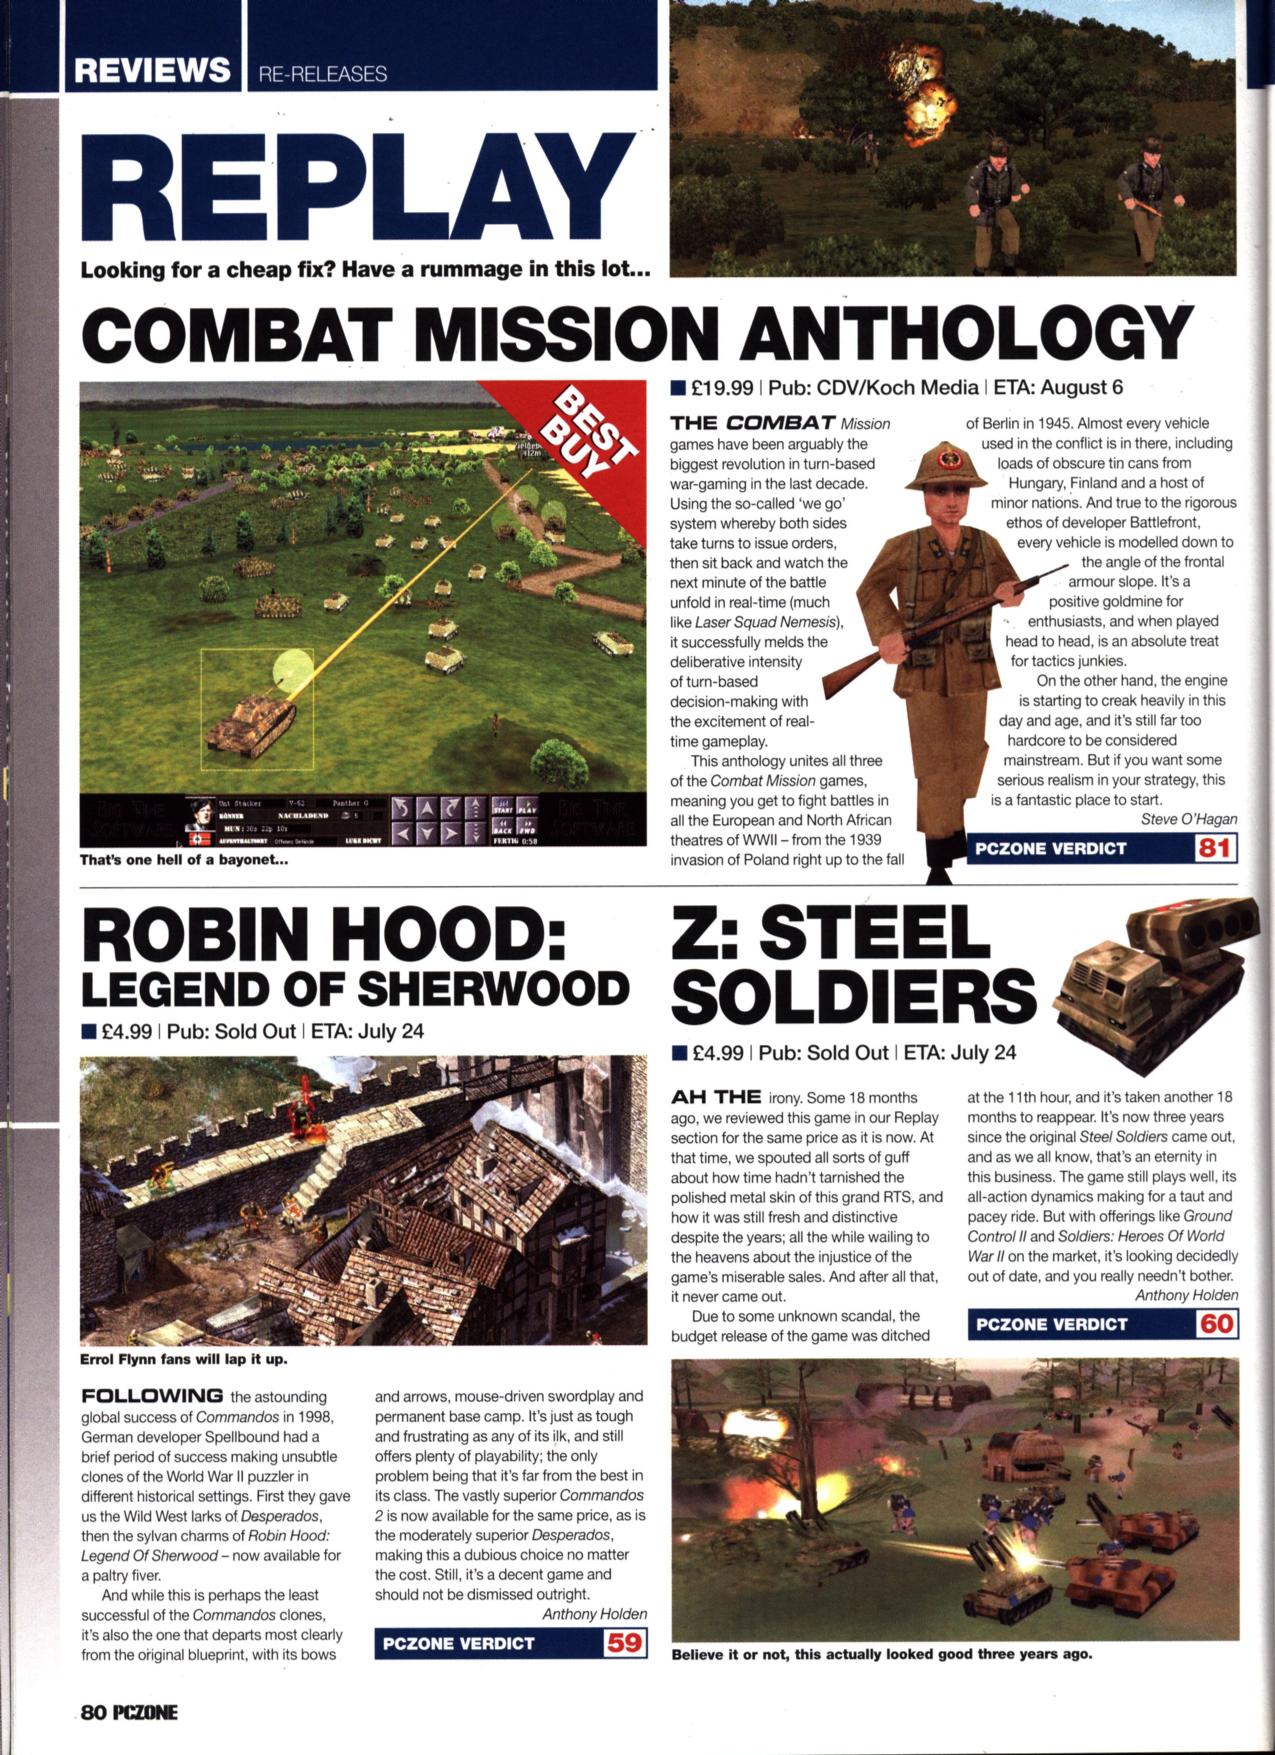 REVIEWS
RE-RELEASES
REPLAY
Looking for a cheap fix? Have a rummage in this lot...
COMBAT MISSION ANTHOLOGY
BEST
BUY
That's one hell of a bayonet...
£19.99 | Pub: CDV/Koch Media | ETA: August 6
THE COMBAT Mission
games have been arguably the
biggest revolution in turn-based
war-gaming in the last decade.
Using the so-called 'we go'
system whereby both sides
take turns to issue orders,
then sit back and watch the
next minute of the battle
unfold in real-time (much
like Laser Squad Nemesis),
it successfully melds the
deliberative intensity
of turn-based
decision-making with
the excitement of real-
time gameplay.
This anthology unites all three
of the Combat Mission games,
meaning you get to fight battles in
all the European and North African
theatres of WWII – from the 1939
invasion of Poland right up to the fall
of Berlin in 1945. Almost every vehicle
used in the conflict is in there, including
loads of obscure tin cans from
Hungary, Finland and a host of
minor nations. And true to the rigorous
ethos of developer Battlefront,
every vehicle is modelled down to
the angle of the frontal
armour slope. It's a
positive goldmine for
enthusiasts, and when played
head to head, is an absolute treat
for tactics junkies.
On the other hand, the engine
is starting to creak heavily in this
day and age, and it's still far too
hardcore to be considered
mainstream. But if you want some
serious realism in your strategy, this
is a fantastic place to start.
Steve O'Hagan
PCZONE VERDICT 81
ROBIN HOOD:
LEGEND OF SHERWOOD
£4.99 | Pub: Sold Out | ETA: July 24
Errol Flynn fans will lap it up.
FOLLOWING the astounding
global success of Commandos in 1998,
German developer Spellbound had a
brief period of success making unsubtle
clones of the World War II puzzler in
different historical settings. First they gave
us the Wild West larks of Desperados,
then the sylvan charms of Robin Hood:
Legend Of Sherwood – now available for
a paltry fiver.
And while this is perhaps the least
successful of the Commandos clones,
it's also the one that departs most clearly
from the original blueprint, with its bows
and arrows, mouse-driven swordplay and
permanent base camp. It's just as tough
and frustrating as any of its ilk, and still
offers plenty of playability; the only
problem being that it's far from the best in
its class. The vastly superior Commandos
2 is now available for the same price, as is
the moderately superior Desperados,
making this a dubious choice no matter
the cost. Still, it's a decent game and
should not be dismissed outright.
Anthony Holden
PCZONE VERDICT 59
Z: STEEL
SOLDIERS
£4.99 | Pub: Sold Out | ETA: July 24
AH THE irony. Some 18 months
ago, we reviewed this game in our Replay
section for the same price as it is now. At
that time, we spouted all sorts of guff
about how time hadn't tarnished the
polished metal skin of this grand RTS, and
how it was still fresh and distinctive
despite the years; all the while wailing to
the heavens about the injustice of the
game's miserable sales. And after all that,
it never came out.
Due to some unknown scandal, the
budget release of the game was ditched
at the 11th hour, and it's taken another 18
months to reappear. It's now three years
since the original Steel Soldiers came out,
and as we all know, that's an eternity in
this business. The game still plays well, its
all-action dynamics making for a taut and
pacey ride. But with offerings like Ground
Control II and Soldiers: Heroes Of World
War II on the market, it's looking decidedly
out of date, and you really needn't bother.
Anthony Holden
PCZONE VERDICT 60
Believe it or not, this actually looked good three years ago.
80 PCZONE